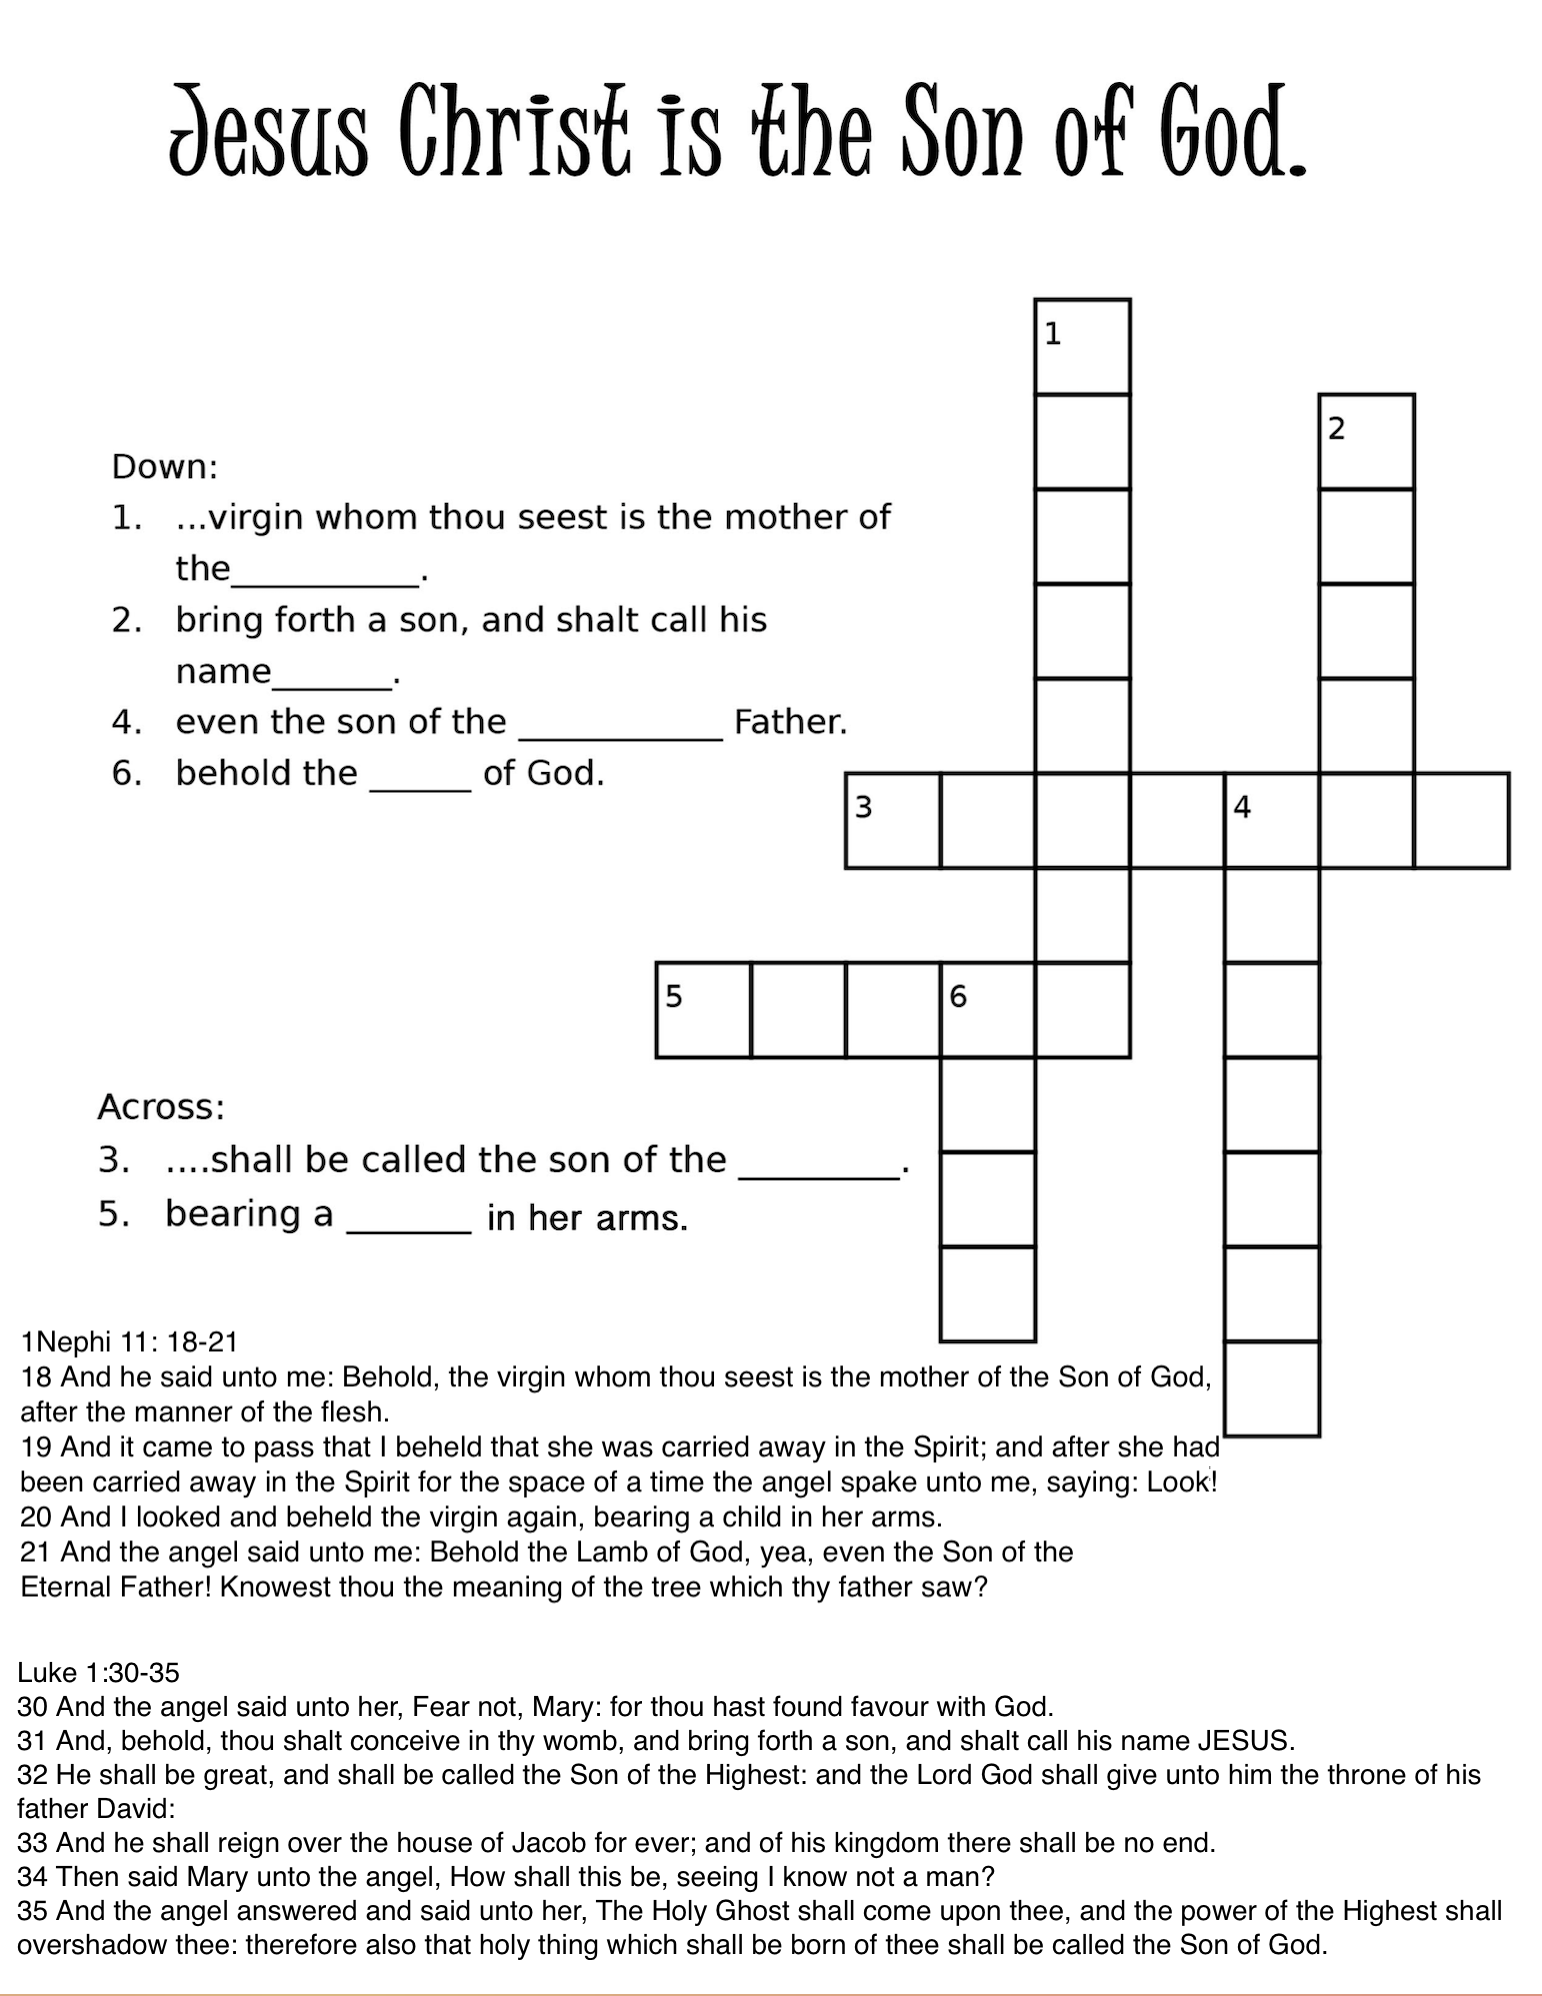 Jesus Christ is the Son of God.
1
2
Down:
1. ...virgin whom thou seest is the mother of
the__________.
2. bring forth a son, and shalt call his
name_______.
4. even the son of the ____________ Father.
6. behold the ______ of God.
3
4
5
6
Across:
3. ....shall be called the son of the _________.
5. bearing a _______ in her arms.
1Nephi 11: 18-21
18 And he said unto me: Behold, the virgin whom thou seest is the mother of the Son of God,
after the manner of the flesh.
19 And it came to pass that I beheld that she was carried away in the Spirit; and after she had
been carried away in the Spirit for the space of a time the angel spake unto me, saying: Look!
20 And I looked and beheld the virgin again, bearing a child in her arms.
21 And the angel said unto me: Behold the Lamb of God, yea, even the Son of the
Eternal Father! Knowest thou the meaning of the tree which thy father saw?
Luke 1:30-35
30 And the angel said unto her, Fear not, Mary: for thou hast found favour with God.
31 And, behold, thou shalt conceive in thy womb, and bring forth a son, and shalt call his name JESUS.
32 He shall be great, and shall be called the Son of the Highest: and the Lord God shall give unto him the throne of his
father David:
33 And he shall reign over the house of Jacob for ever; and of his kingdom there shall be no end.
34 Then said Mary unto the angel, How shall this be, seeing I know not a man?
35 And the angel answered and said unto her, The Holy Ghost shall come upon thee, and the power of the Highest shall
overshadow thee: therefore also that holy thing which shall be born of thee shall be called the Son of God.